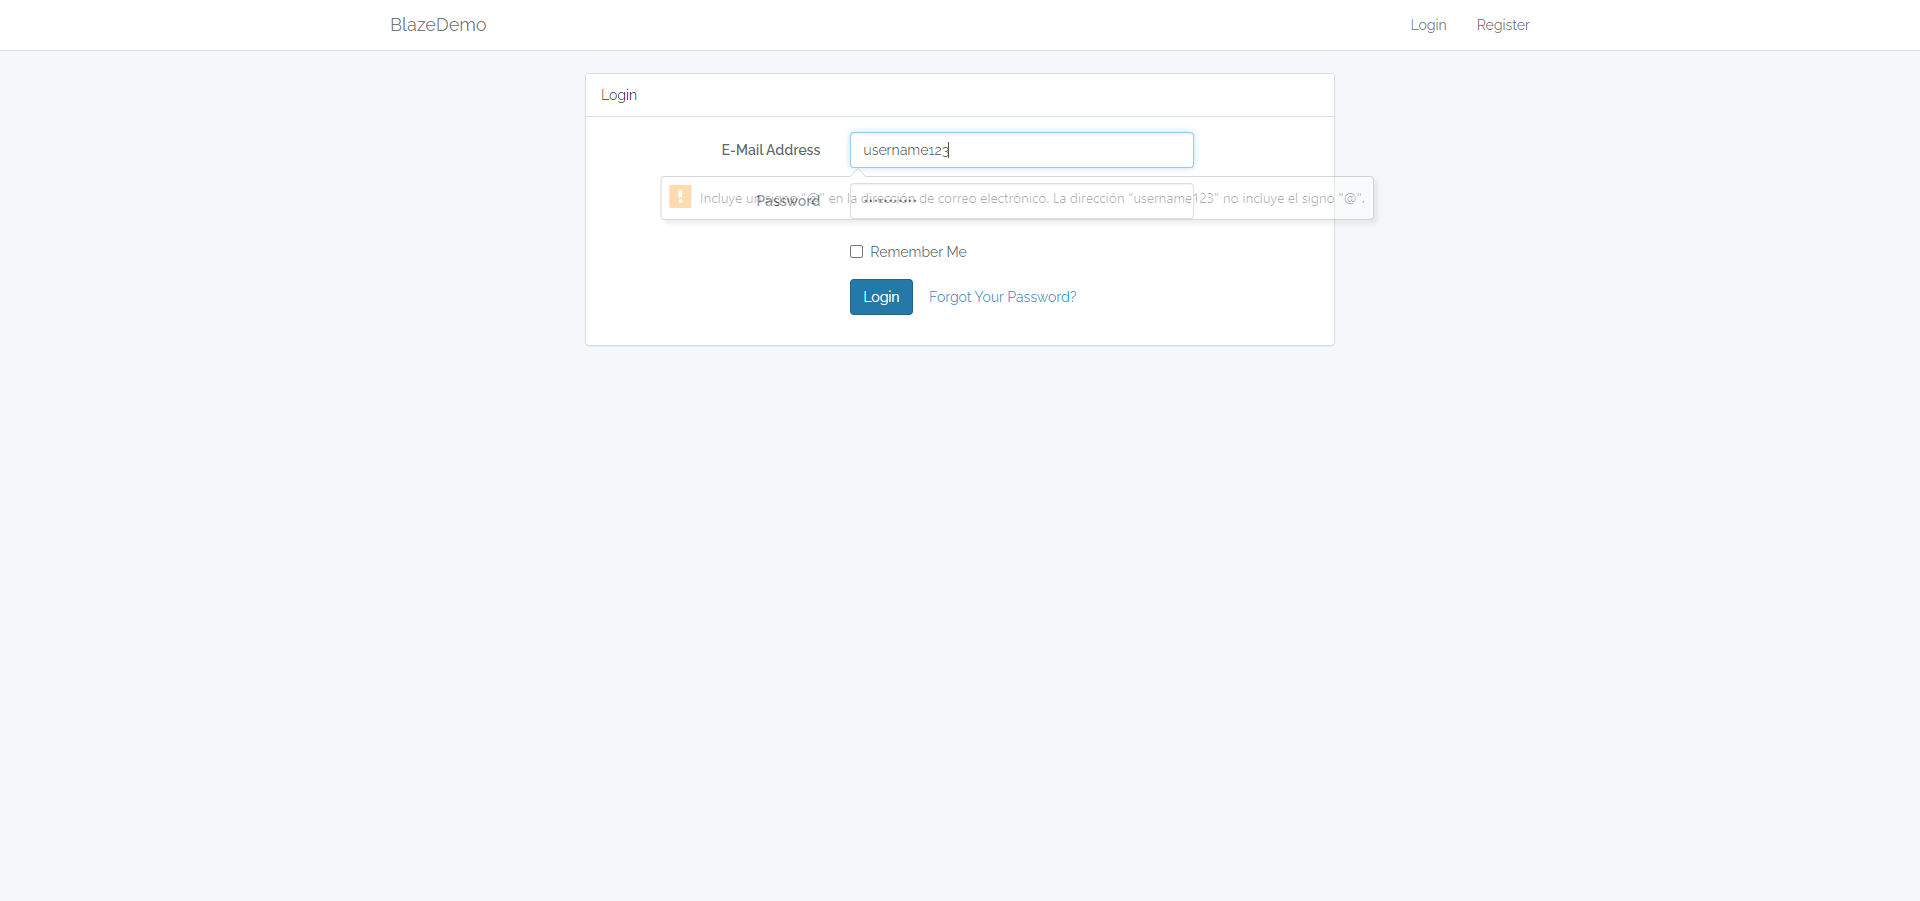 BlazeDemo
Login Register
Login
E-Mail Address username123
Password
Incluye un signo "@" en la dirección de correo electrónico. La dirección "username123" no incluye el signo "@".
Remember Me
Login Forgot Your Password?